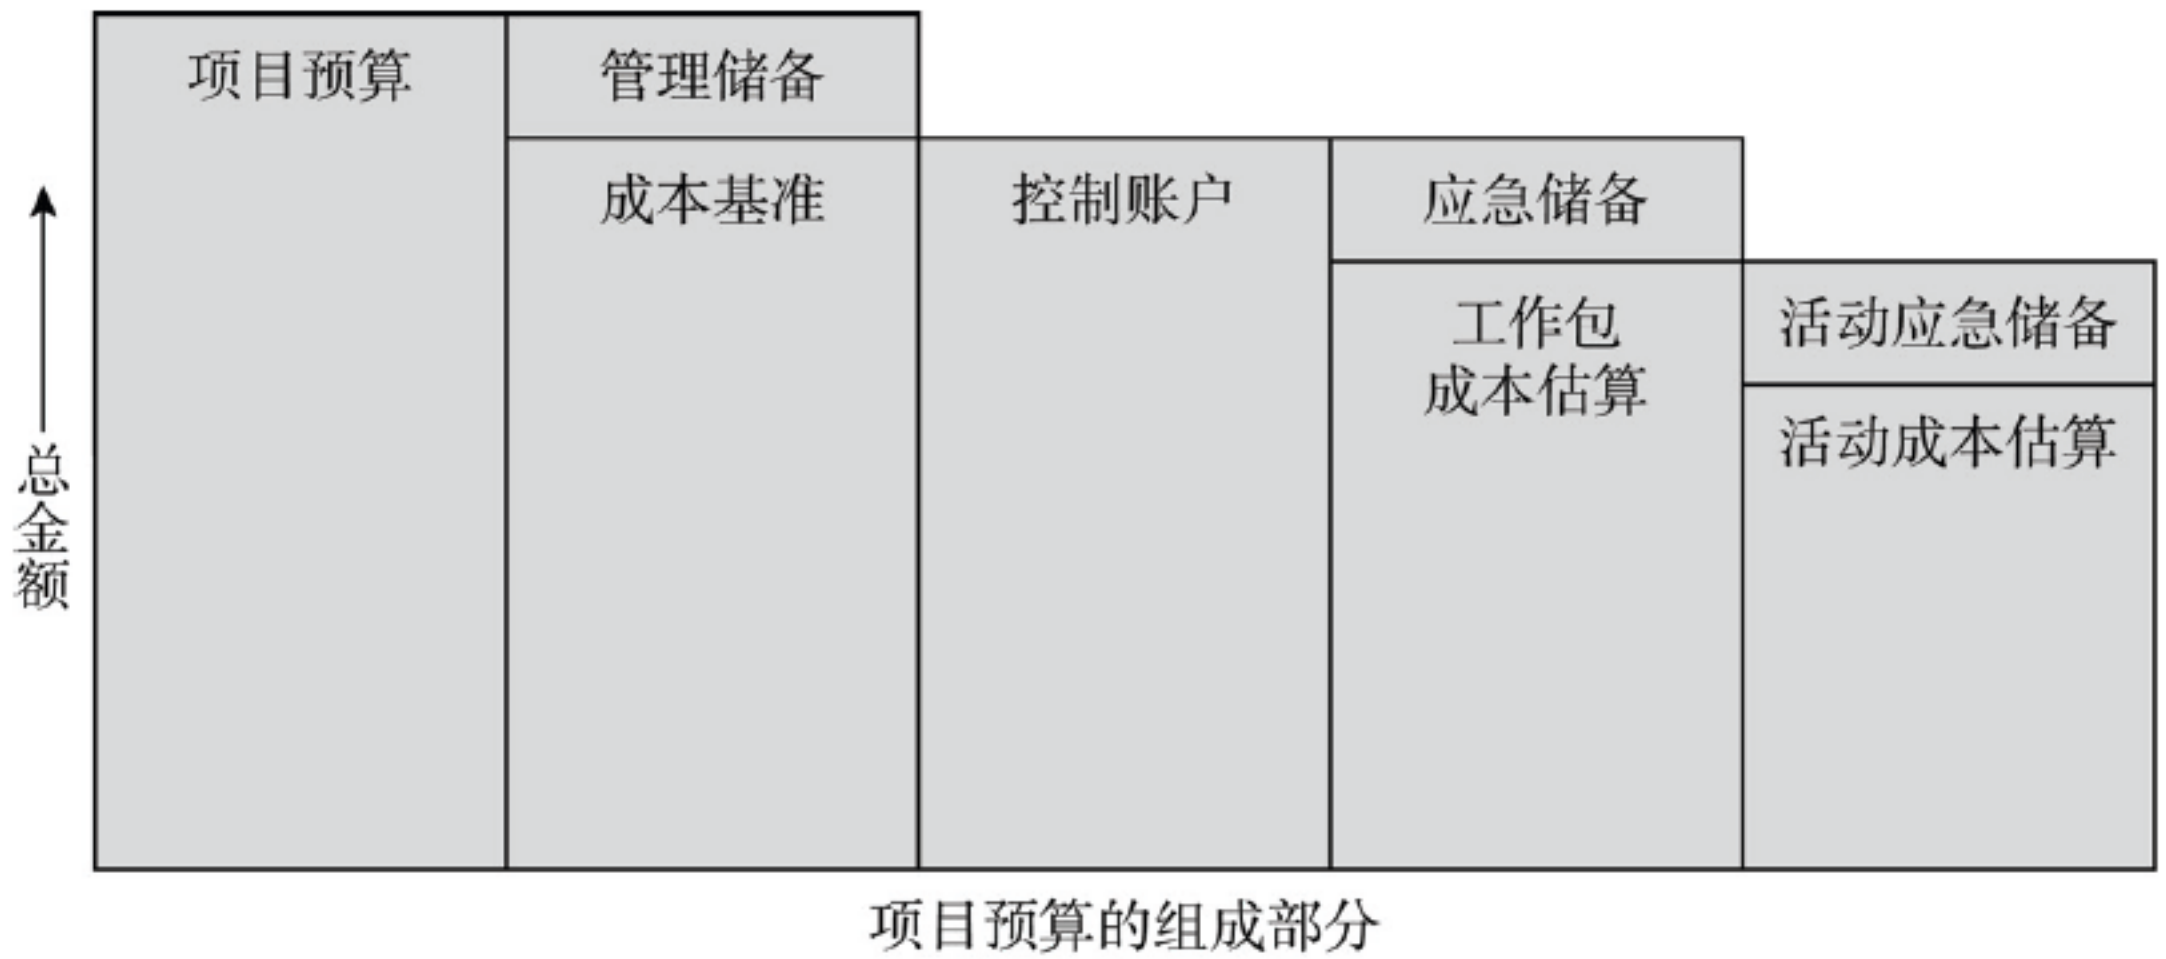 项目预算
管理储备
成本基准
控制账户
应急储备
工作包
成本估算
活动应急储备
活动成本估算
总金额
项目预算的组成部分